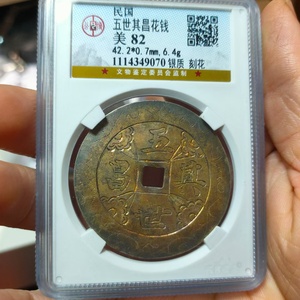 民国
五世其昌花钱
美 82
42.2*0.7mm,6.4g
1114349070 银质 刻花
文物鉴定委员会监制
五世其昌